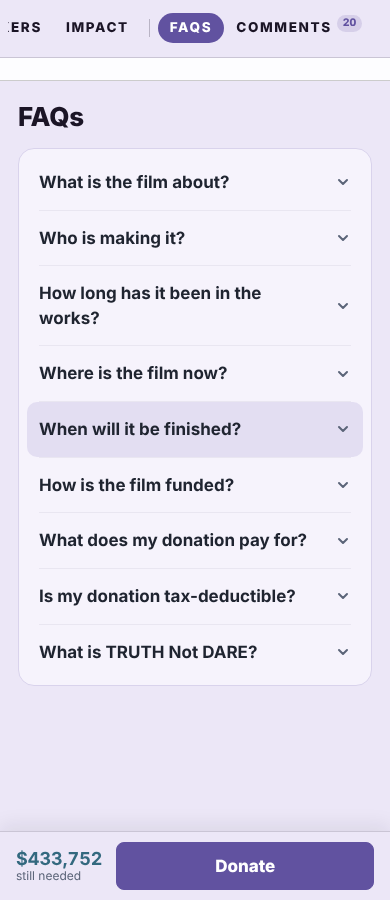 ERS IMPACT FAQS COMMENTS 20
FAQs
What is the film about?
Who is making it?
How long has it been in the
works?
Where is the film now?
When will it be finished?
How is the film funded?
What does my donation pay for?
Is my donation tax-deductible?
What is TRUTH Not DARE?
$433,752
still needed
Donate